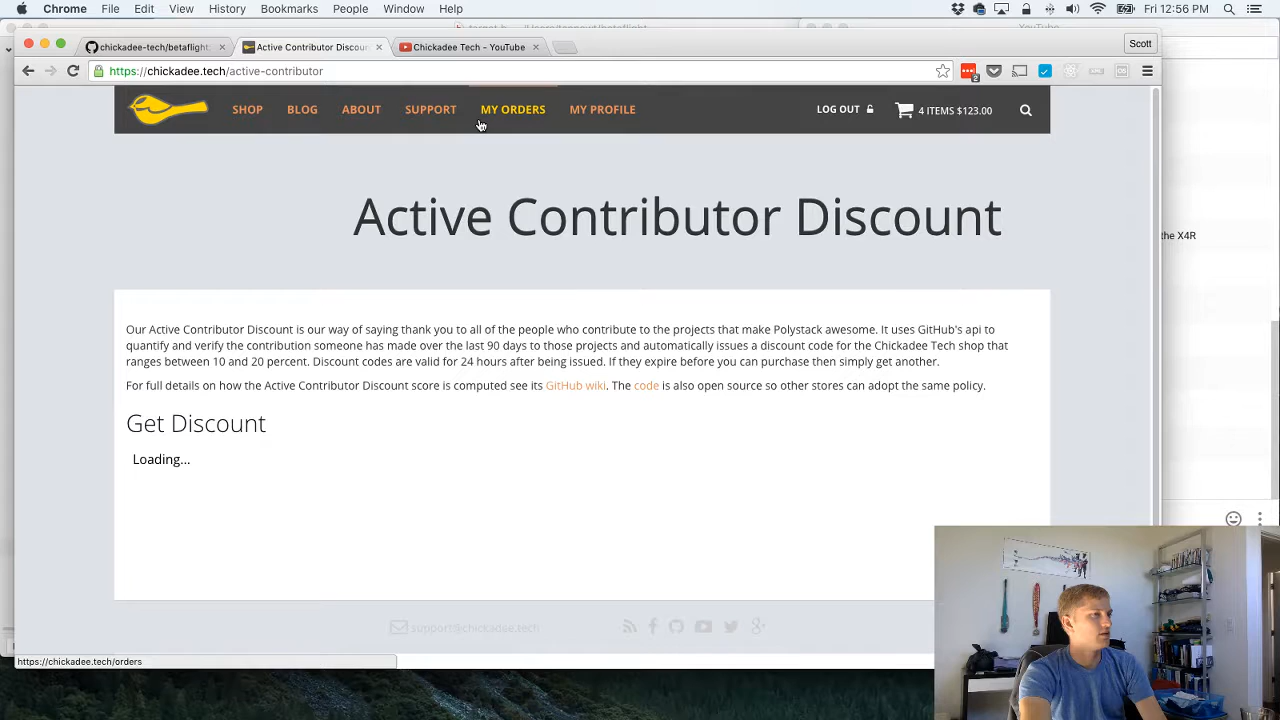 Chrome File Edit View History Bookmarks People Window Help Fri 12:56 PM
chickadee-tech/betaflight Active Contributor Discou Chickadee Tech - YouTube Scott
https://chickadee.tech/active-contributor
SHOP BLOG ABOUT SUPPORT MY ORDERS MY PROFILE LOG OUT 4 ITEMS $123.00
Active Contributor Discount
the X4R
Our Active Contributor Discount is our way of saying thank you to all of the people who contribute to the projects that make Polystack awesome. It uses GitHub's api to
quantify and verify the contribution someone has made over the last 90 days to those projects and automatically issues a discount code for the Chickadee Tech shop that
ranges between 10 and 20 percent. Discount codes are valid for 24 hours after being issued. If they expire before you can purchase then simply get another.
For full details on how the Active Contributor Discount score is computed see its GitHub wiki. The code is also open source so other stores can adopt the same policy.
Get Discount
Loading...
support@chickadee.tech
https://chickadee.tech/orders